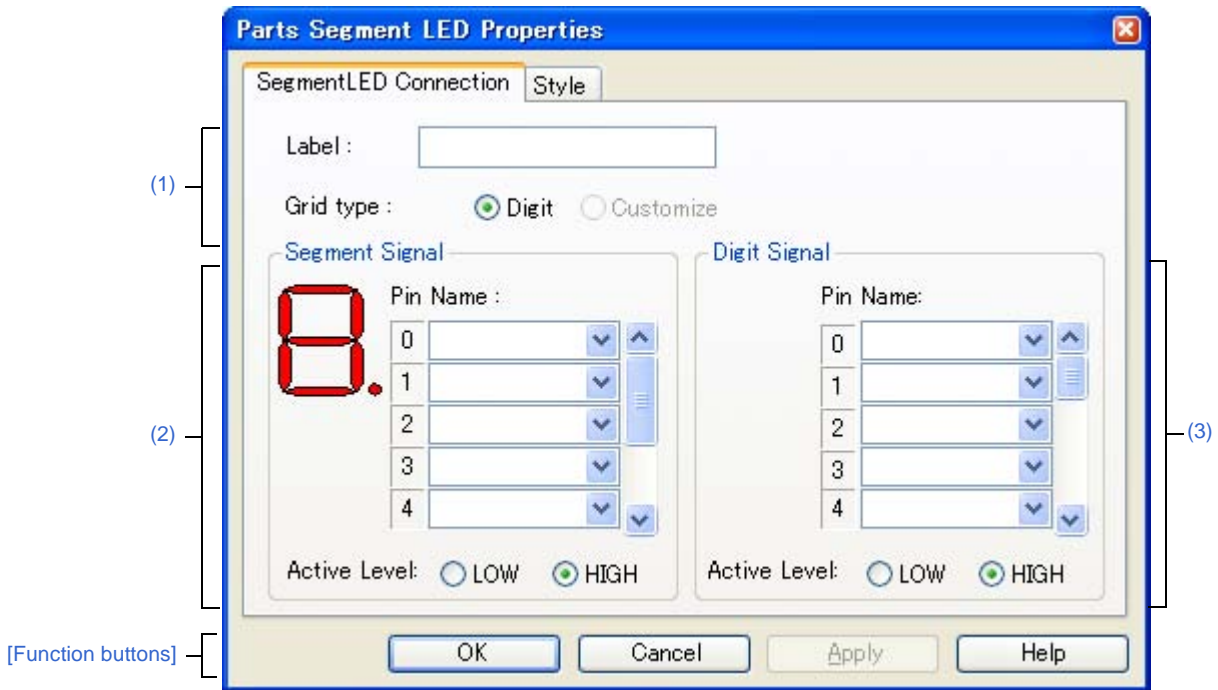 Parts Segment LED Properties
SegmentLED Connection Style
(1)
Label :
Grid type : Digit Customize
(2)
Segment Signal
Pin Name :
0
1
2
3
4
Active Level: LOW HIGH
Digit Signal
Pin Name:
0
1
2
3
4
Active Level: LOW HIGH
(3)
[Function buttons]
OK Cancel Apply Help